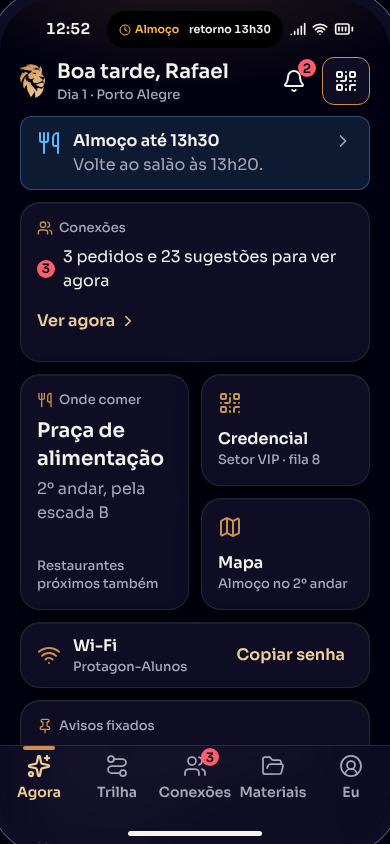 12:52
Almoço retorno 13h30
Boa tarde, Rafael
2
Dia 1 · Porto Alegre
Almoço até 13h30
Volte ao salão às 13h20.
Conexões
3
3 pedidos e 23 sugestões para ver
agora
Ver agora
Onde comer
Praça de
alimentação
2º andar, pela
escada B
Restaurantes
próximos também
Credencial
Setor VIP · fila 8
Mapa
Almoço no 2º andar
Wi-Fi
Protagon-Alunos
Copiar senha
Avisos fixados
3
Agora Trilha Conexões Materiais Eu